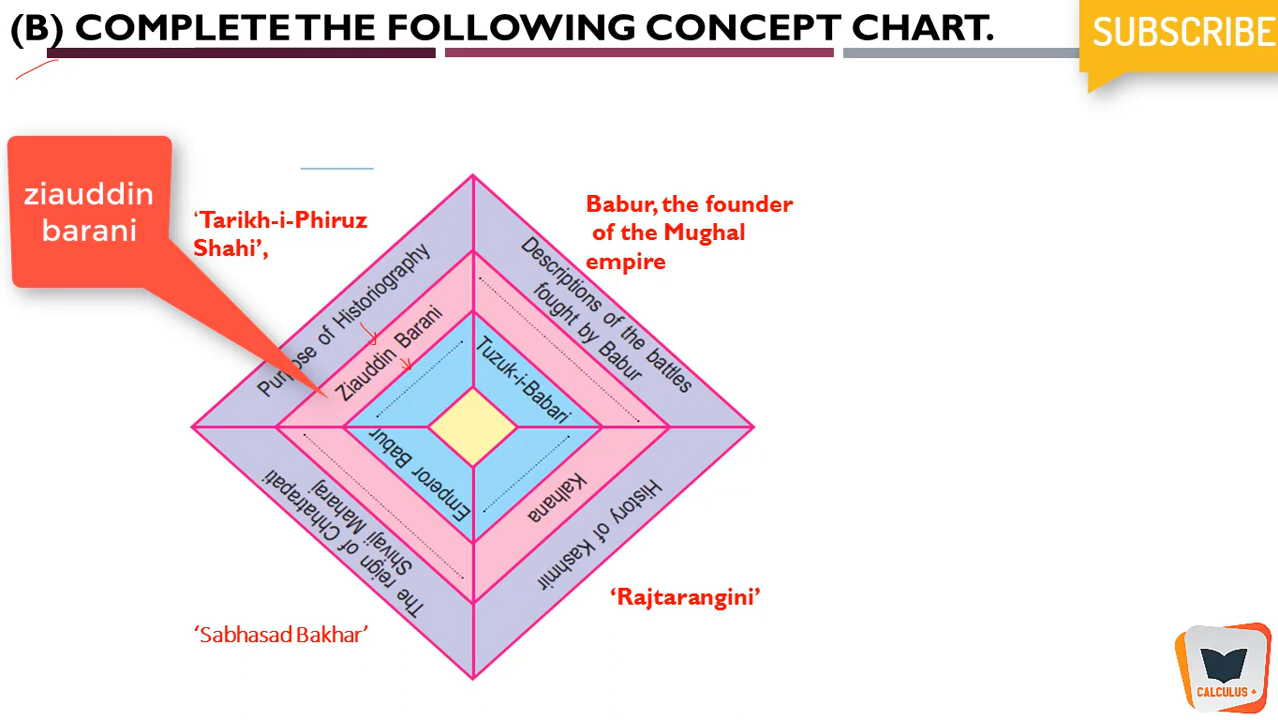 (B) COMPLETE THE FOLLOWING CONCEPT CHART.
SUBSCRIBE
ziauddin
barani
‘Tarikh-i-Phiruz
Shahi’,
Babur, the founder
of the Mughal
empire
Purpose of Historiography
Ziauddin Barani
Descriptions of the battles
fought by Babur
Tuzuk-i-Babari
Emperor Babur
The reign of Chhatrapati
Shivaji Maharaj
Kalhana
History of Kashmir
‘Rajtarangini’
‘Sabhasad Bakhar’
CALCULUS +